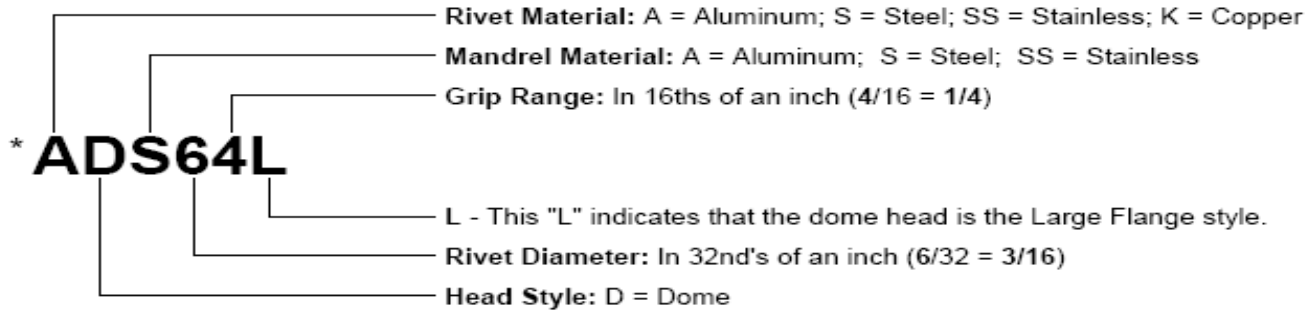 Rivet Material: A = Aluminum; S = Steel; SS = Stainless; K = Copper
Mandrel Material: A = Aluminum; S = Steel; SS = Stainless
Grip Range: In 16ths of an inch (4/16 = 1/4)
* ADS64L
L - This "L" indicates that the dome head is the Large Flange style.
Rivet Diameter: In 32nd's of an inch (6/32 = 3/16)
Head Style: D = Dome